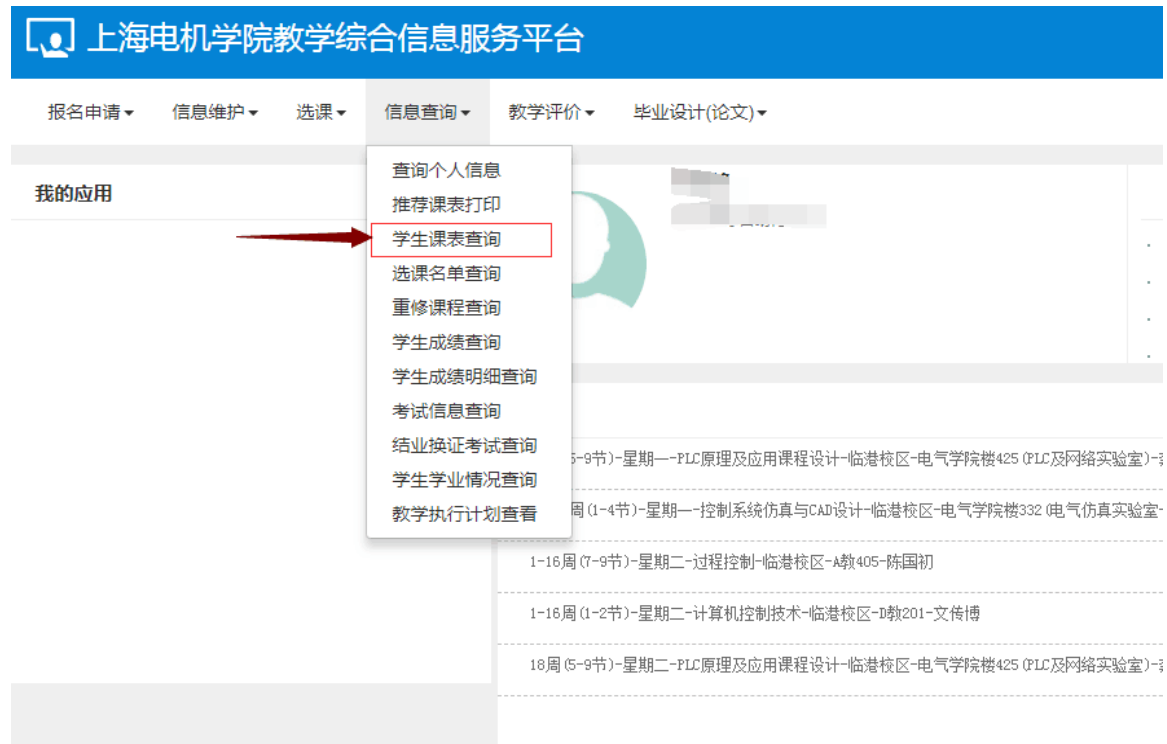 上海电机学院教学综合信息服务平台
报名申请 信息维护 选课 信息查询 教学评价 毕业设计(论文)
我的应用
查询个人信息
推荐课表打印
学生课表查询
选课名单查询
重修课程查询
学生成绩查询
学生成绩明细查询
考试信息查询
结业换证考试查询
学生学业情况查询
教学执行计划查看
5-9节)-星期一-PLC原理及应用课程设计-临港校区-电气学院楼425(PLC及网络实验室)-
周(1-4节)-星期一-控制系统仿真与CAD设计-临港校区-电气学院楼332(电气仿真实验室-
1-16周(7-9节)-星期二-过程控制-临港校区-A教405-陈国初
1-16周(1-2节)-星期二-计算机控制技术-临港校区-D教201-文传博
18周(5-9节)-星期二-PLC原理及应用课程设计-临港校区-电气学院楼425(PLC及网络实验室)-